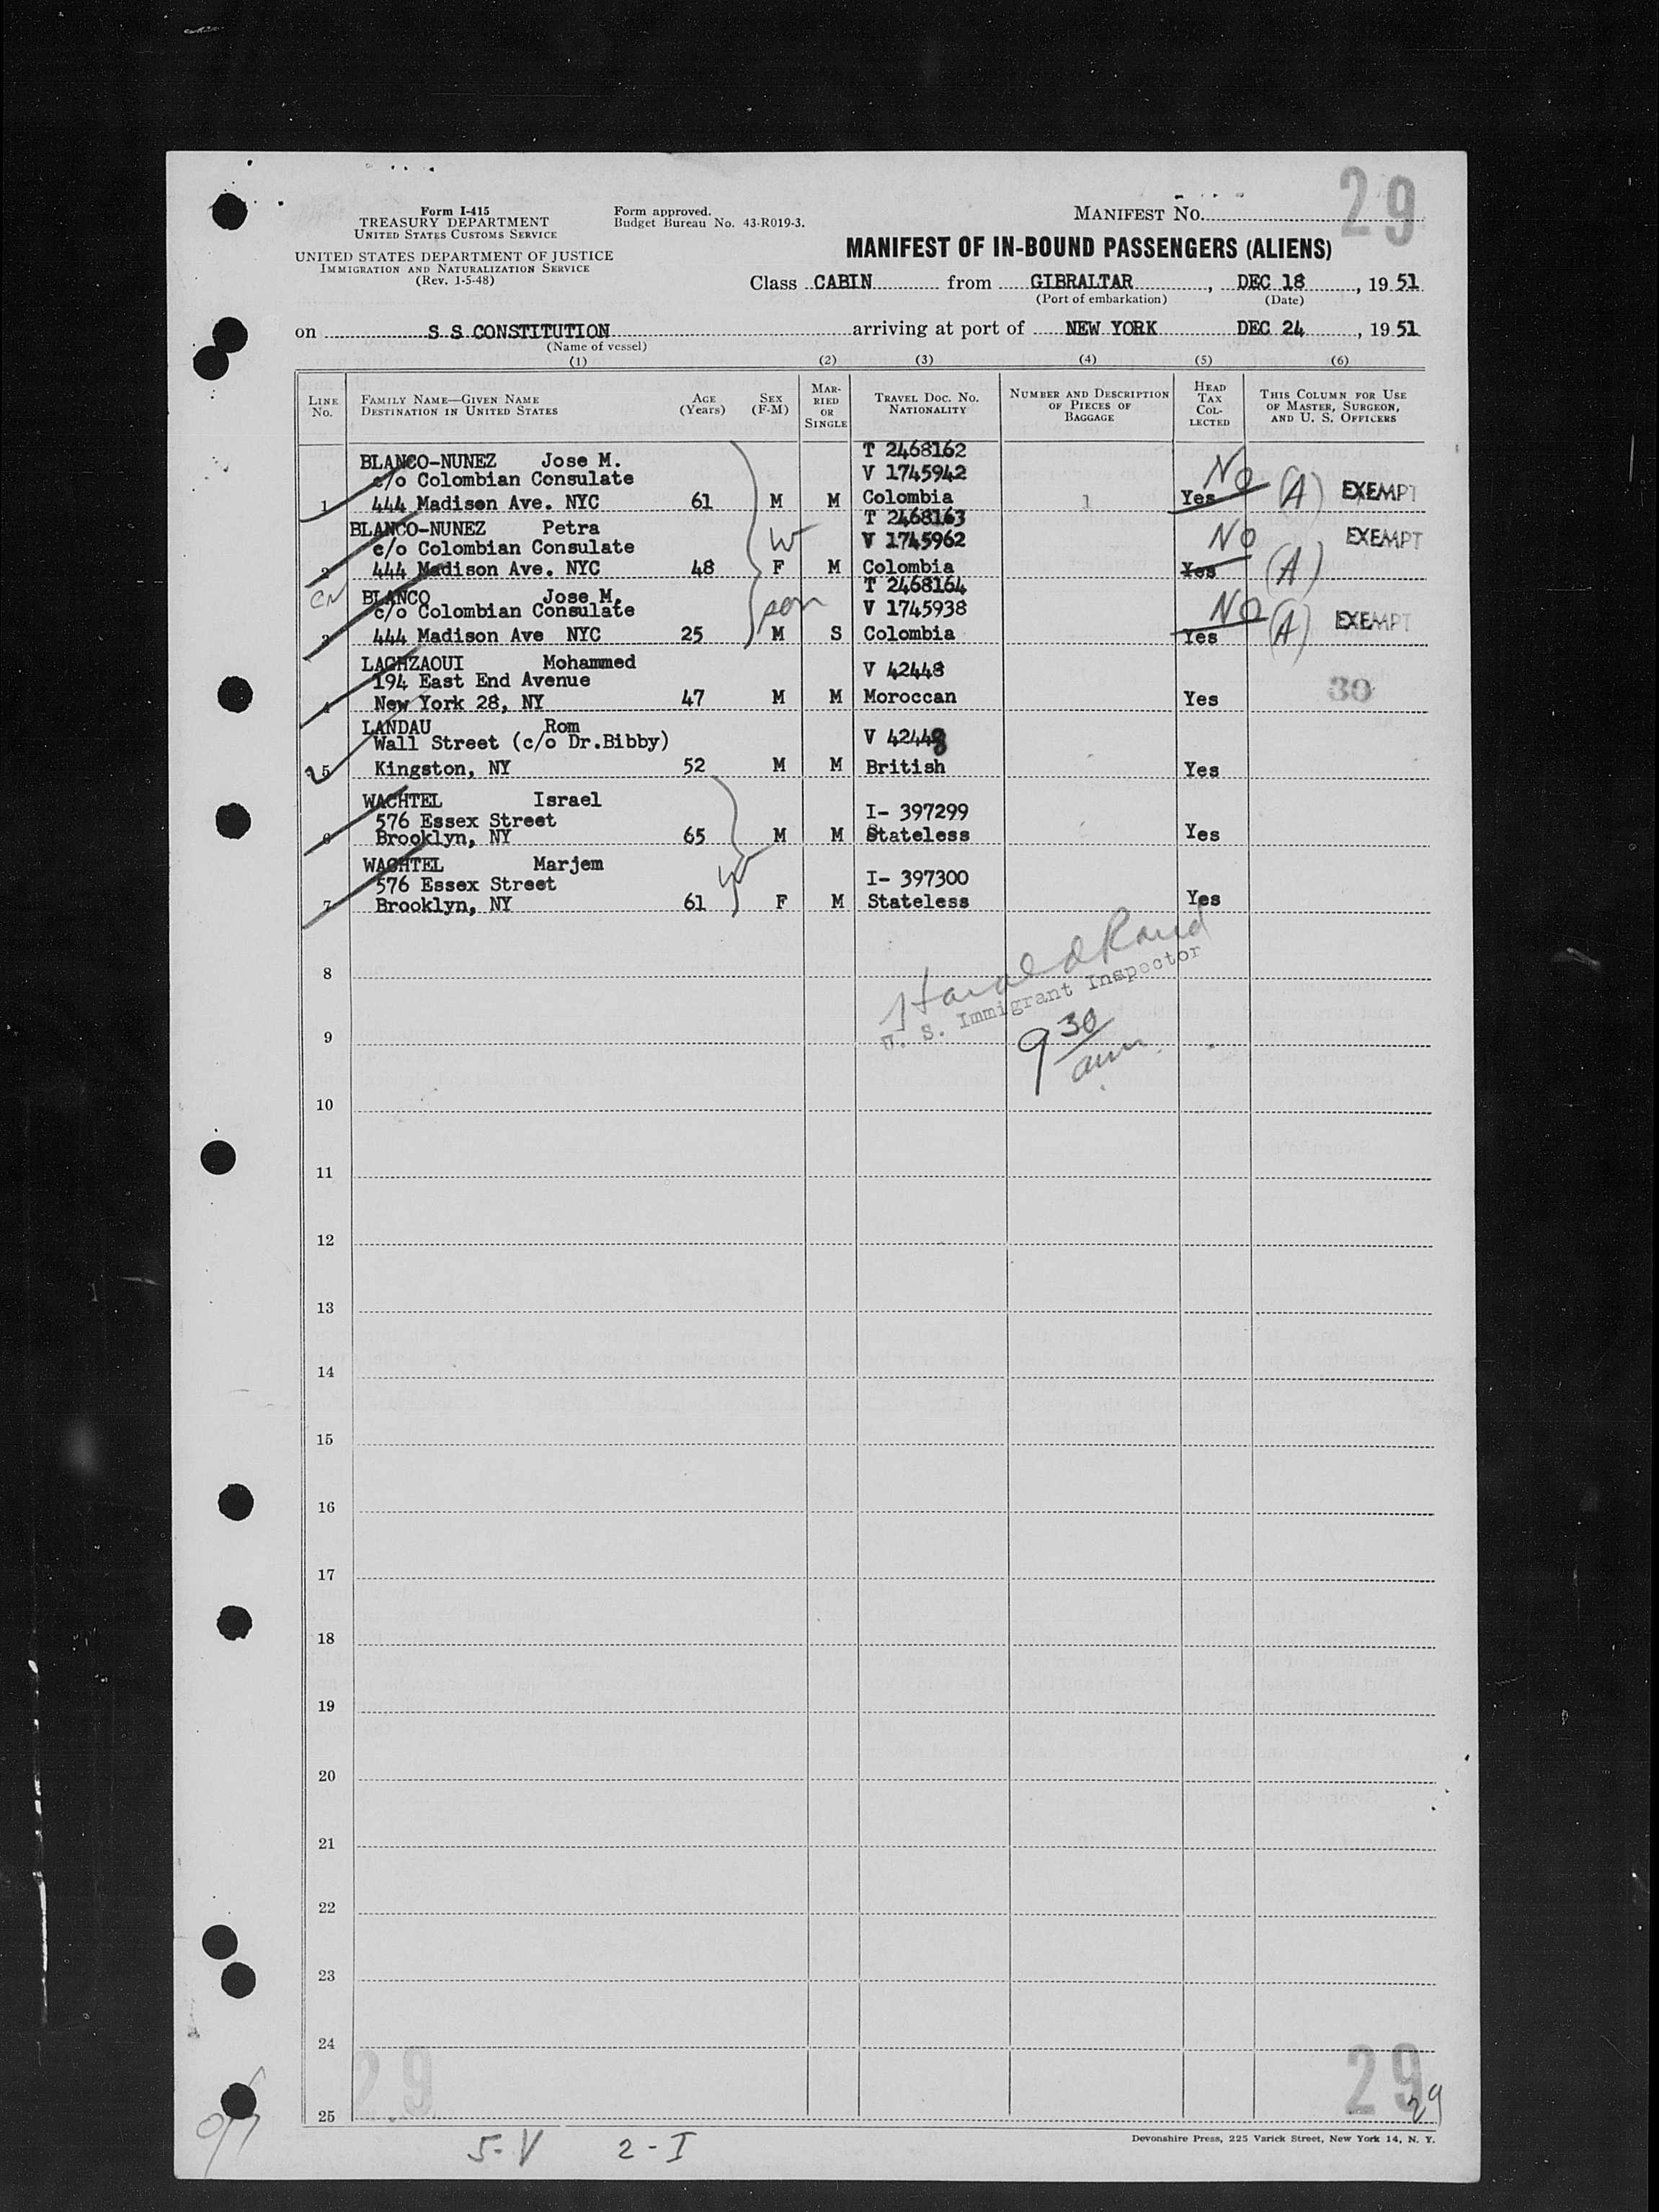 29
Form I-415
TREASURY DEPARTMENT
UNITED STATES CUSTOMS SERVICE
UNITED STATES DEPARTMENT OF JUSTICE
IMMIGRATION AND NATURALIZATION SERVICE
(Rev. 1-5-48)
Form approved.
Budget Bureau No. 43-R019-3.
MANIFEST No.
MANIFEST OF IN-BOUND PASSENGERS (ALIENS)
Class CABIN from GIBRALTAR, DEC 18, 1951
(Port of embarkation) (Date)
on S S CONSTITUTION arriving at port of NEW YORK DEC 24, 1951
(Name of vessel)
(1) (2) (3) (4) (5) (6)
LINE No. FAMILY NAME—GIVEN NAME DESTINATION IN UNITED STATES AGE (Years) SEX (F-M) MARRIED OR SINGLE TRAVEL DOC. NO. NATIONALITY NUMBER AND DESCRIPTION OF PIECES OF BAGGAGE HEAD TAX COLLECTED THIS COLUMN FOR USE OF MASTER, SURGEON, AND U. S. OFFICERS
T 2468162
BLANCO-NUNEZ Jose M. V 1745942
c/o Colombian Consulate NO
1 444 Madison Ave. NYC 61 M M Colombia 1 Yes (A) EXEMPT
T 2468163
BLANCO-NUNEZ Petra
c/o Colombian Consulate W V 1745962 NO EXEMPT
2 444 Madison Ave. NYC 48 F M Colombia Yes (A)
T 2468164
BLANCO Jose M.
c/o Colombian Consulate son V 1745938 NO EXEMPT
3 444 Madison Ave NYC 25 M S Colombia Yes (A)
LAGHZAOUI Mohammed V 42448
194 East End Avenue 30
4 New York 28, NY 47 M M Moroccan Yes
LANDAU Rom
Wall Street (c/o Dr.Bibby) V 42448
5 Kingston, NY 52 M M British Yes
WACHTEL Israel
576 Essex Street I- 397299
6 Brooklyn, NY 65 M M Stateless Yes
WACHTEL Marjem W
576 Essex Street I- 397300
7 Brooklyn, NY 61 F M Stateless Yes
8
U. S. Immigrant Inspector
9 9 30
am
10
11
12
13
14
15
16
17
18
19
20
21
22
23
24
29 29
25 29
Devonshire Press, 225 Varick Street, New York 14, N. Y.
5-V 2-I